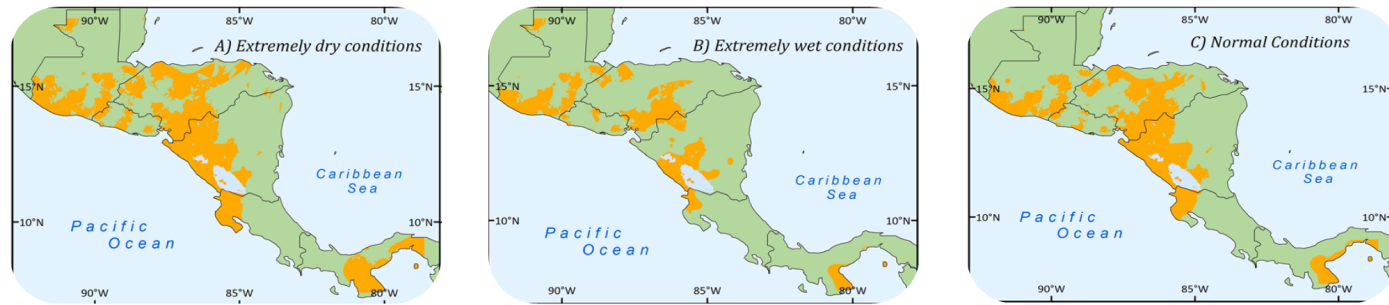 90°W 85°W 80°W
A) Extremely dry conditions
15°N 15°N
Caribbean
Sea
10°N 10°N
Pacific
Ocean
90°W 85°W 80°W
90°W 85°W 80°W
B) Extremely wet conditions
15°N 15°N
Caribbean
Sea
10°N 10°N
Pacific
Ocean
90°W 85°W 80°W
90°W 85°W 80°W
C) Normal Conditions
15°N 15°N
Caribbean
Sea
10°N 10°N
Pacific
Ocean
90°W 85°W 80°W